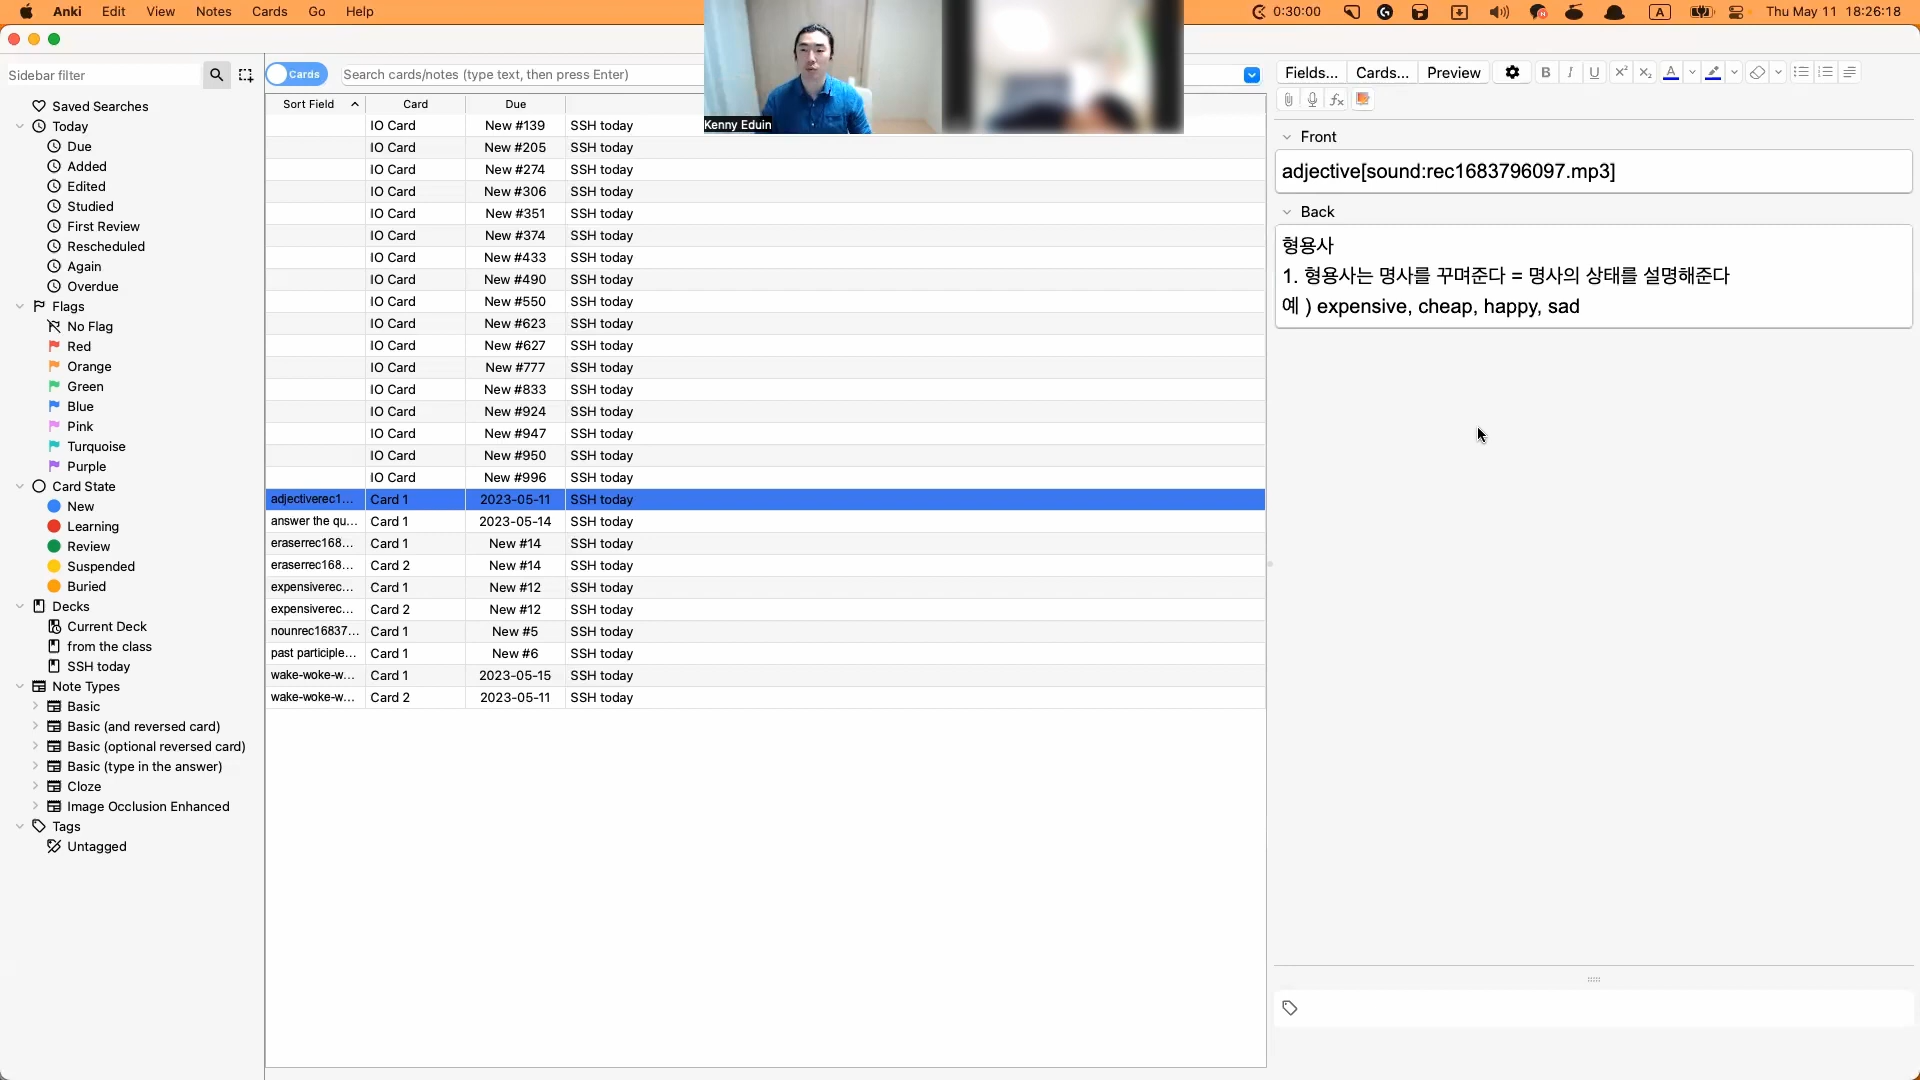 Anki Edit View Notes Cards Go Help
0:30:00 A Thu May 11 18:26:18
Sidebar filter
Saved Searches
Today
Due
Added
Edited
Studied
First Review
Rescheduled
Again
Overdue
Flags
No Flag
Red
Orange
Green
Blue
Pink
Turquoise
Purple
Card State
New
Learning
Review
Suspended
Buried
Decks
Current Deck
from the class
SSH today
Note Types
Basic
Basic (and reversed card)
Basic (optional reversed card)
Basic (type in the answer)
Cloze
Image Occlusion Enhanced
Tags
Untagged
Cards Search cards/notes (type text, then press Enter)
Kenny Eduin
Sort Field Card Due
IO Card New #139 SSH today
IO Card New #205 SSH today
IO Card New #274 SSH today
IO Card New #306 SSH today
IO Card New #351 SSH today
IO Card New #374 SSH today
IO Card New #433 SSH today
IO Card New #490 SSH today
IO Card New #550 SSH today
IO Card New #623 SSH today
IO Card New #627 SSH today
IO Card New #777 SSH today
IO Card New #833 SSH today
IO Card New #924 SSH today
IO Card New #947 SSH today
IO Card New #950 SSH today
IO Card New #996 SSH today
adjectiverec1... Card 1 2023-05-11 SSH today
answer the qu... Card 1 2023-05-14 SSH today
eraserrec168... Card 1 New #14 SSH today
eraserrec168... Card 2 New #14 SSH today
expensiverec... Card 1 New #12 SSH today
expensiverec... Card 2 New #12 SSH today
nounrec16837... Card 1 New #5 SSH today
past participle... Card 1 New #6 SSH today
wake-woke-w... Card 1 2023-05-15 SSH today
wake-woke-w... Card 2 2023-05-11 SSH today
Fields... Cards... Preview B I U X² X₂ A
fx
Front
adjective[sound:rec1683796097.mp3]
Back
형용사
1. 형용사는 명사를 꾸며준다 = 명사의 상태를 설명해준다
예 ) expensive, cheap, happy, sad